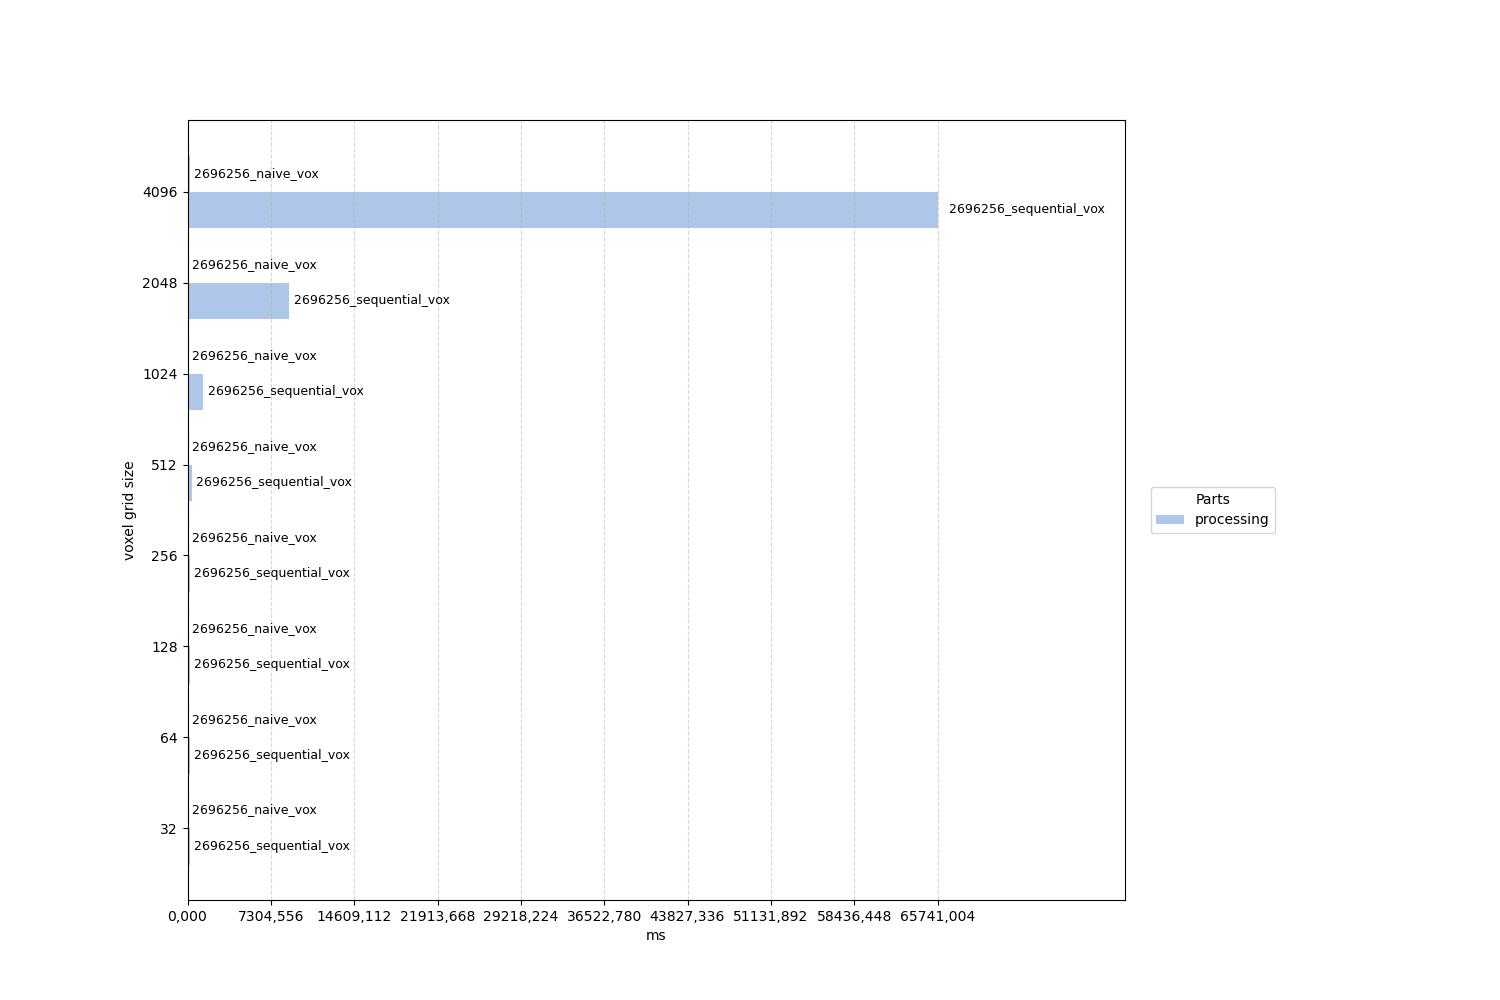 2696256_naive_vox
4096
2696256_sequential_vox
2696256_naive_vox
2048
2696256_sequential_vox
2696256_naive_vox
1024
2696256_sequential_vox
2696256_naive_vox
512
2696256_sequential_vox
voxel grid size
Parts
processing
2696256_naive_vox
256
2696256_sequential_vox
2696256_naive_vox
128
2696256_sequential_vox
2696256_naive_vox
64
2696256_sequential_vox
2696256_naive_vox
32
2696256_sequential_vox
0,000 7304,556 14609,112 21913,668 29218,224 36522,780 43827,336 51131,892 58436,448 65741,004
ms